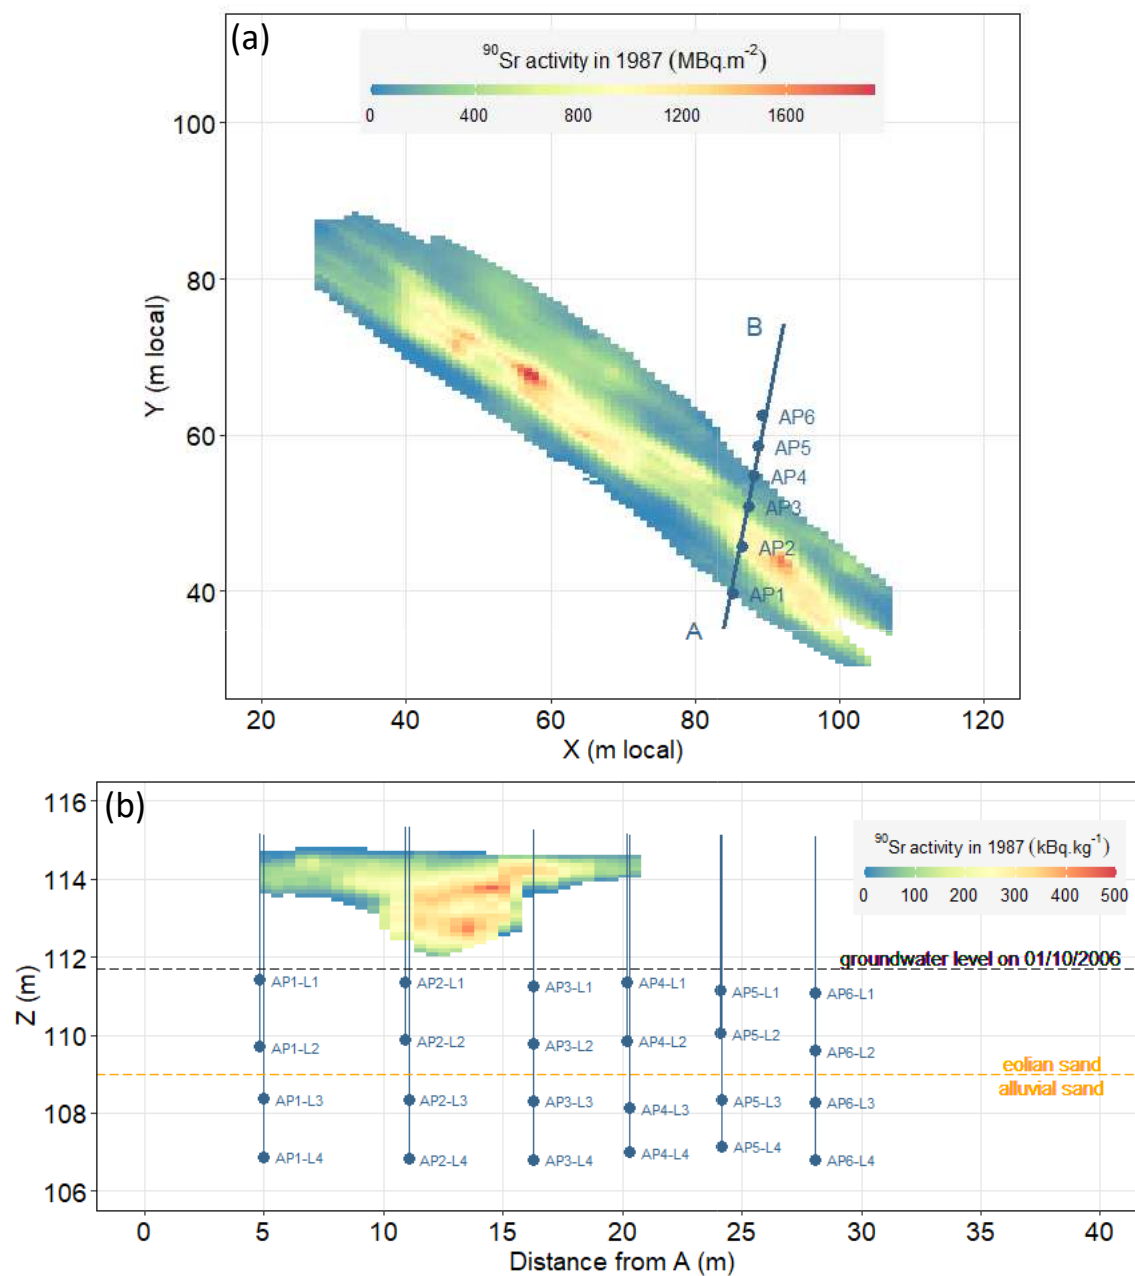 (a)
90Sr activity in 1987 (MBq.m-2)
0 400 800 1200 1600
100
80
60
40
Y (m local)
B
AP6
AP5
AP4
AP3
AP2
AP1
A
20 40 60 80 100 120
X (m local)
(b)
90Sr activity in 1987 (kBq.kg-1)
0 100 200 300 400 500
116
114
112
110
108
106
Z (m)
groundwater level on 01/10/2006
AP1-L1 AP2-L1 AP3-L1 AP4-L1 AP5-L1 AP6-L1
AP1-L2 AP2-L2 AP3-L2 AP4-L2 AP5-L2 AP6-L2
eolian sand
alluvial sand
AP1-L3 AP2-L3 AP3-L3 AP4-L3 AP5-L3 AP6-L3
AP1-L4 AP2-L4 AP3-L4 AP4-L4 AP5-L4 AP6-L4
0 5 10 15 20 25 30 35 40
Distance from A (m)